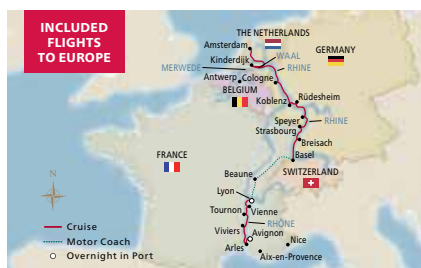 INCLUDED
FLIGHTS
TO EUROPE
THE NETHERLANDS
Amsterdam
Kinderdijk
WAAL
GERMANY
MERWEDE
RHINE
Antwerp
Cologne
BELGIUM
Koblenz
Rüdesheim
Speyer
RHINE
Strasbourg
Breisach
FRANCE
Basel
Beaune
SWITZERLAND
Lyon
Tournon
Vienne
RHÔNE
Viviers
Avignon
Arles
Nice
Aix-en-Provence
N
Cruise
Motor Coach
Overnight in Port